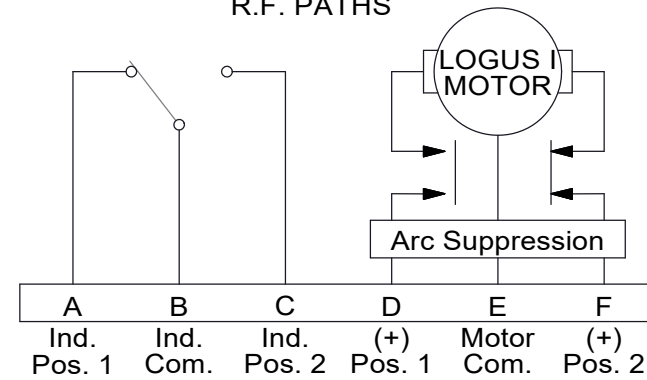 R.F. PATHS
LOGUS I
MOTOR
Arc Suppression
A B C D E F
Ind. Ind. Ind. (+) Motor (+)
Pos. 1 Com. Pos. 2 Pos. 1 Com. Pos. 2